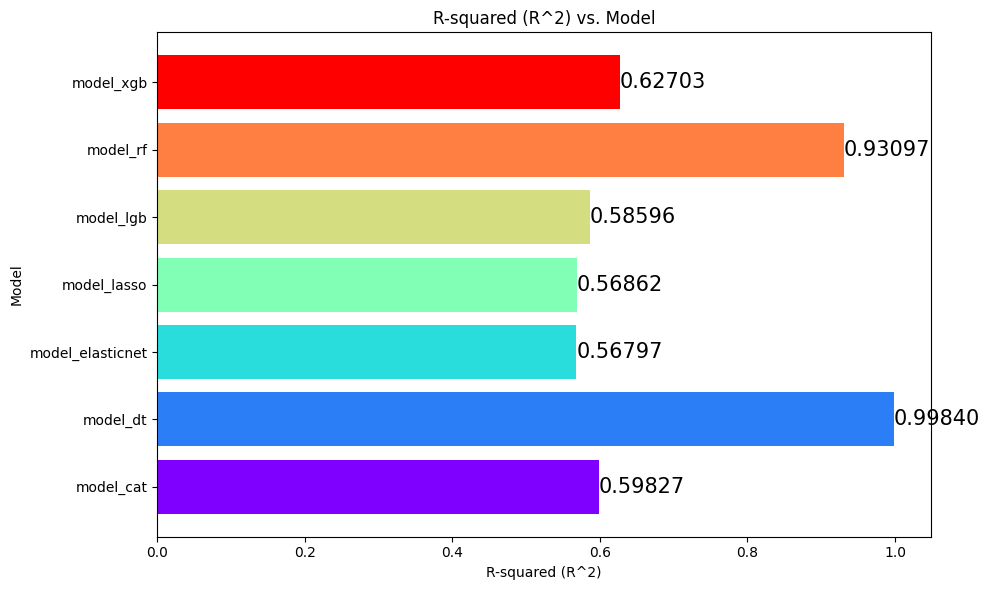 R-squared (R^2) vs. Model
model_xgb 0.62703
model_rf 0.93097
model_lgb 0.58596
model_lasso 0.56862
model_elasticnet 0.56797
model_dt 0.99840
model_cat 0.59827
Model
0.0 0.2 0.4 0.6 0.8 1.0
R-squared (R^2)